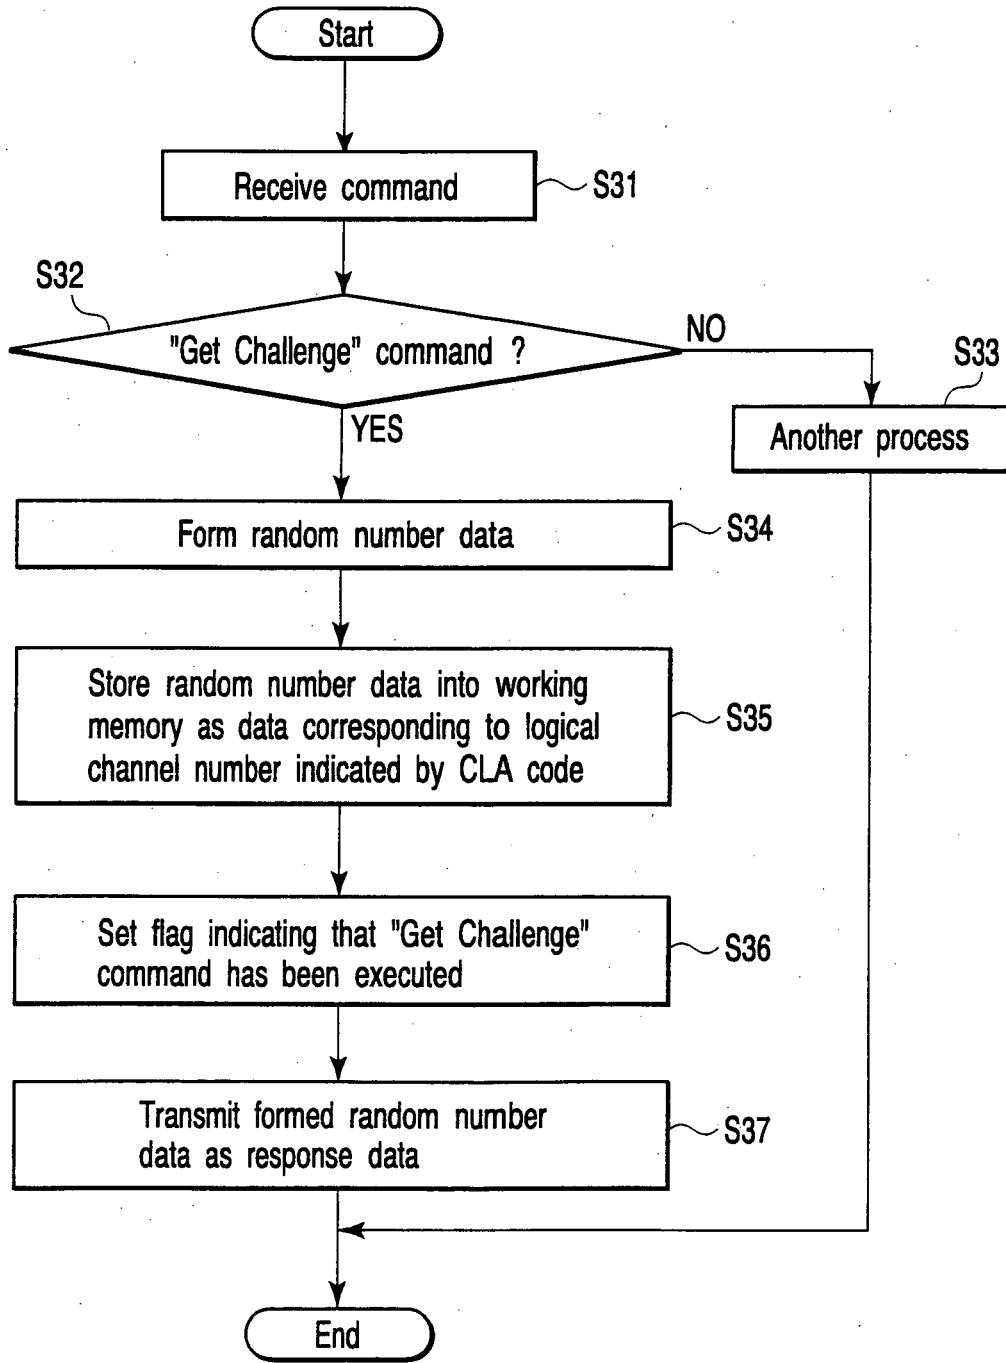 Start
Receive command
S31
S32
"Get Challenge" command ?
NO
S33
Another process
YES
Form random number data
S34
Store random number data into working
memory as data corresponding to logical
channel number indicated by CLA code
S35
Set flag indicating that "Get Challenge"
command has been executed
S36
Transmit formed random number
data as response data
S37
End